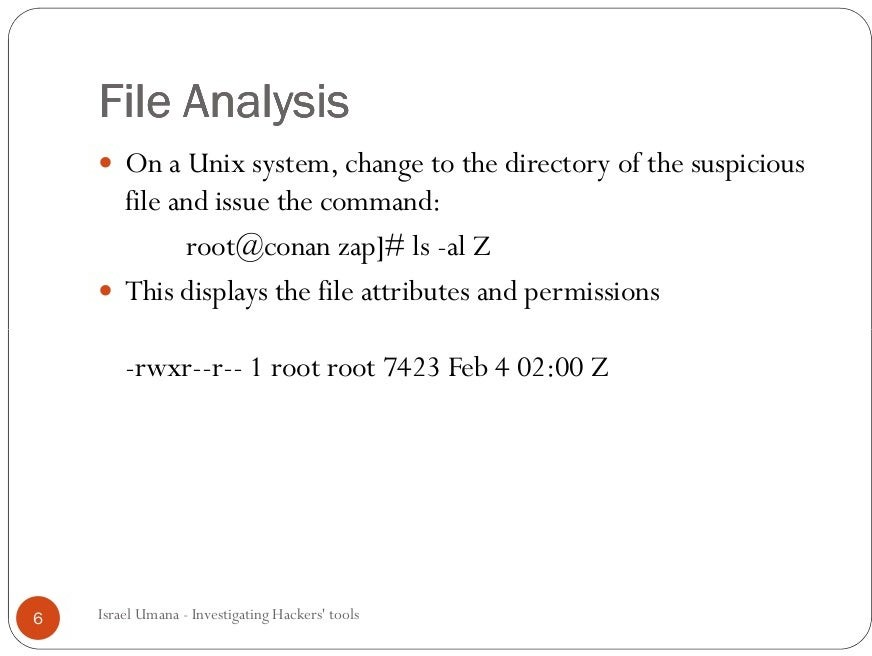 File Analysis
On a Unix system, change to the directory of the suspicious
file and issue the command:
root@conan zap]# ls -al Z
This displays the file attributes and permissions
-rwxr--r-- 1 root root 7423 Feb 4 02:00 Z
6
Israel Umana - Investigating Hackers' tools